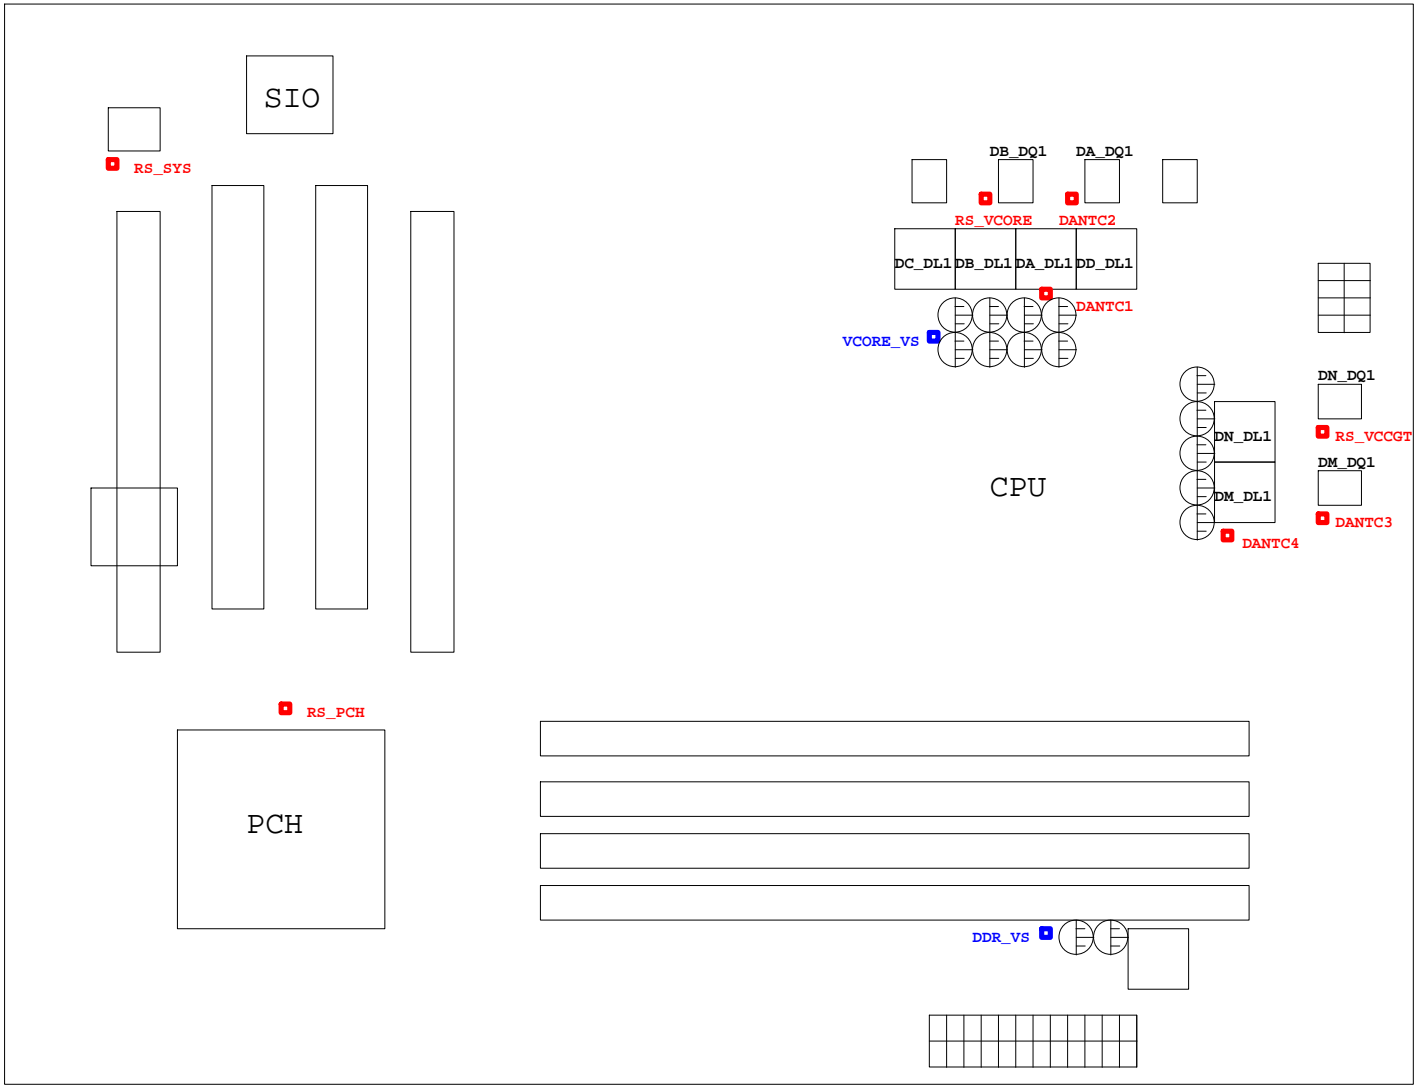 SIO
DB_DQ1
DA_DQ1
RS_SYS
RS_VCORE
DANTC2
DC_DL1
DB_DL1
DA_DL1
DD_DL1
DANTC1
VCORE_VS
DN_DQ1
DN_DL1
RS_VCCGT
DM_DQ1
CPU
DM_DL1
DANTC3
DANTC4
RS_PCH
PCH
DDR_VS